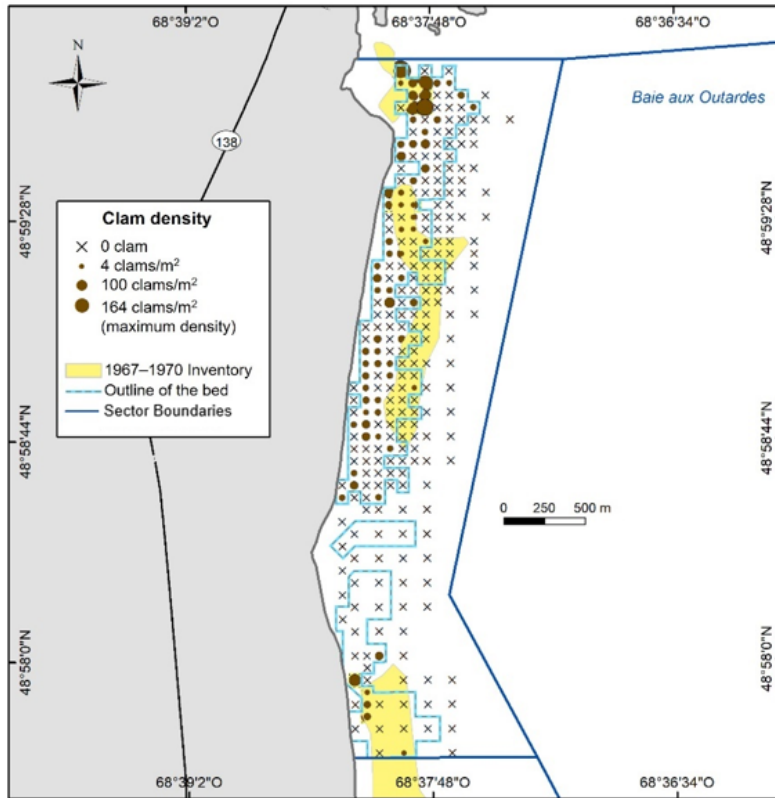 68°39'2"O
68°37'48"O
68°36'34"O
N
Baie aux Outardes
138
48°59'28"N
48°59'28"N
Clam density
0 clam
4 clams/m²
100 clams/m²
164 clams/m²
(maximum density)
1967–1970 Inventory
Outline of the bed
Sector Boundaries
48°58'44"N
48°58'44"N
0 250 500 m
48°58'0"N
48°58'0"N
68°39'2"O
68°37'48"O
68°36'34"O